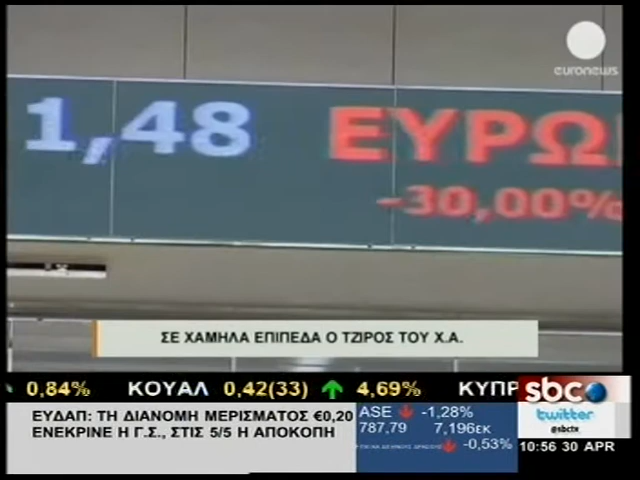 euronews
1,48 ΕΥΡΩ
-30,00%
ΣΕ ΧΑΜΗΛΑ ΕΠΙΠΕΔΑ Ο ΤΖΙΡΟΣ ΤΟΥ Χ.Α.
0,84% ΚΟΥΑΛ 0,42(33) 4,69% ΚΥΠΡ
sbc
ΕΥΔΑΠ: ΤΗ ΔΙΑΝΟΜΗ ΜΕΡΙΣΜΑΤΟΣ €0,20
ΕΝΕΚΡΙΝΕ Η Γ.Σ., ΣΤΙΣ 5/5 Η ΑΠΟΚΟΠΗ
ASE -1,28%
787,79 7,196εκ
-0,53%
twitter
@sbctv
10:56 30 APR